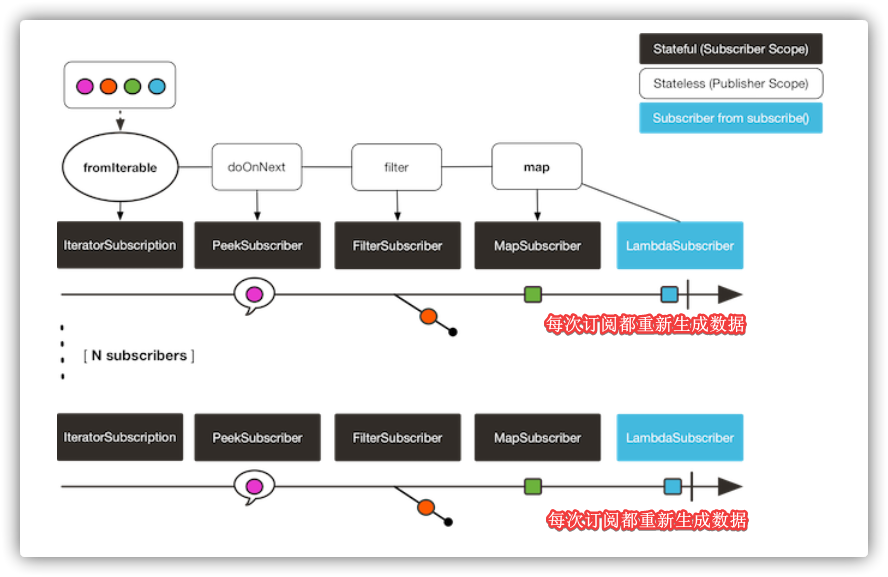 Stateful (Subscriber Scope)
Stateless (Publisher Scope)
Subscriber from subscribe()
fromIterable
doOnNext
filter
map
IteratorSubscription
PeekSubscriber
FilterSubscriber
MapSubscriber
LambdaSubscriber
每次订阅都重新生成数据
[ N subscribers ]
IteratorSubscription
PeekSubscriber
FilterSubscriber
MapSubscriber
LambdaSubscriber
每次订阅都重新生成数据